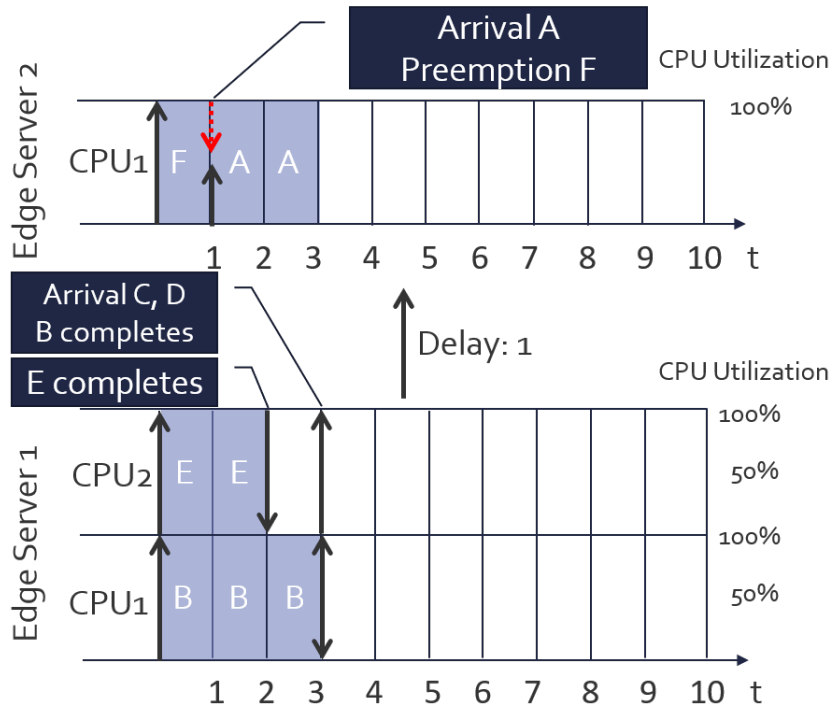 Arrival A
Preemption F
CPU Utilization
Edge Server 2
100%
CPU1
F
A
A
1 2 3 4 5 6 7 8 9 10 t
Arrival C, D
B completes
Delay: 1
E completes
CPU Utilization
Edge Server 1
100%
CPU2
E
E
50%
100%
CPU1
B
B
B
50%
1 2 3 4 5 6 7 8 9 10 t